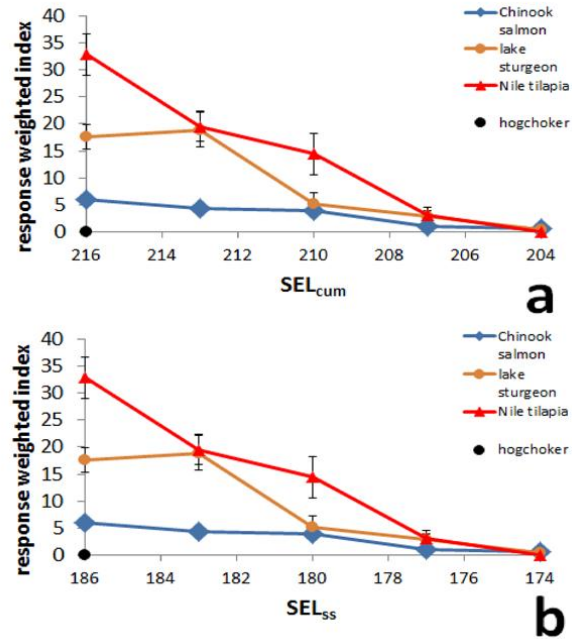 response weighted index
40
35
30
25
20
15
10
5
0
216 214 212 210 208 206 204
SELcum
Chinook
salmon
lake
sturgeon
Nile tilapia
hogchoker
a
response weighted index
40
35
30
25
20
15
10
5
0
186 184 182 180 178 176 174
SELss
Chinook
salmon
lake
sturgeon
Nile tilapia
hogchoker
b